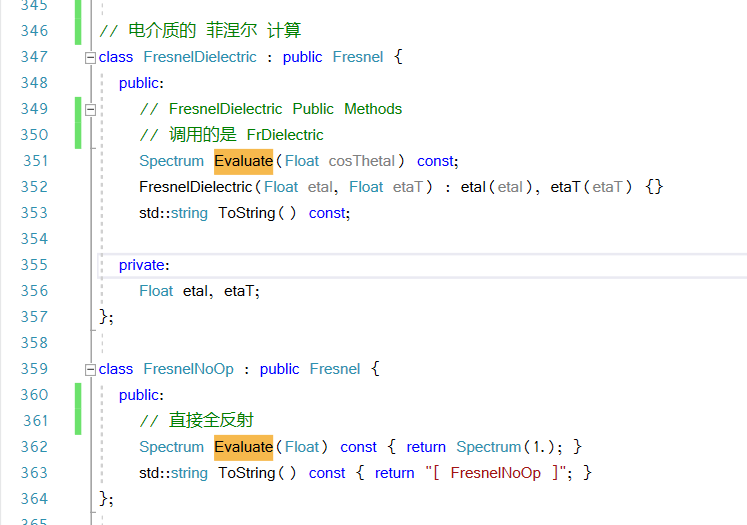 345
346 // 电介质的 菲涅尔 计算
347 class FresnelDielectric : public Fresnel {
348 public:
349 // FresnelDielectric Public Methods
350 // 调用的是 FrDielectric
351 Spectrum Evaluate(Float cosThetaI) const;
352 FresnelDielectric(Float etaI, Float etaT) : etaI(etaI), etaT(etaT) {}
353 std::string ToString() const;
354
355 private:
356 Float etaI, etaT;
357 };
358
359 class FresnelNoOp : public Fresnel {
360 public:
361 // 直接全反射
362 Spectrum Evaluate(Float) const { return Spectrum(1.); }
363 std::string ToString() const { return "[ FresnelNoOp ]"; }
364 };
365